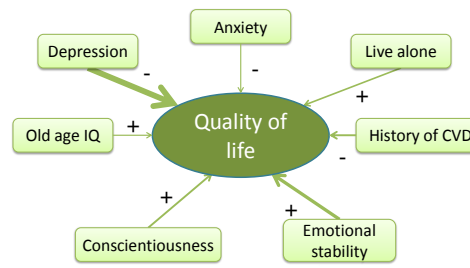 Anxiety
Depression
Live alone
-
-
+
Old age IQ
+
Quality of
life
History of CVD
-
+
+
Conscientiousness
Emotional
stability